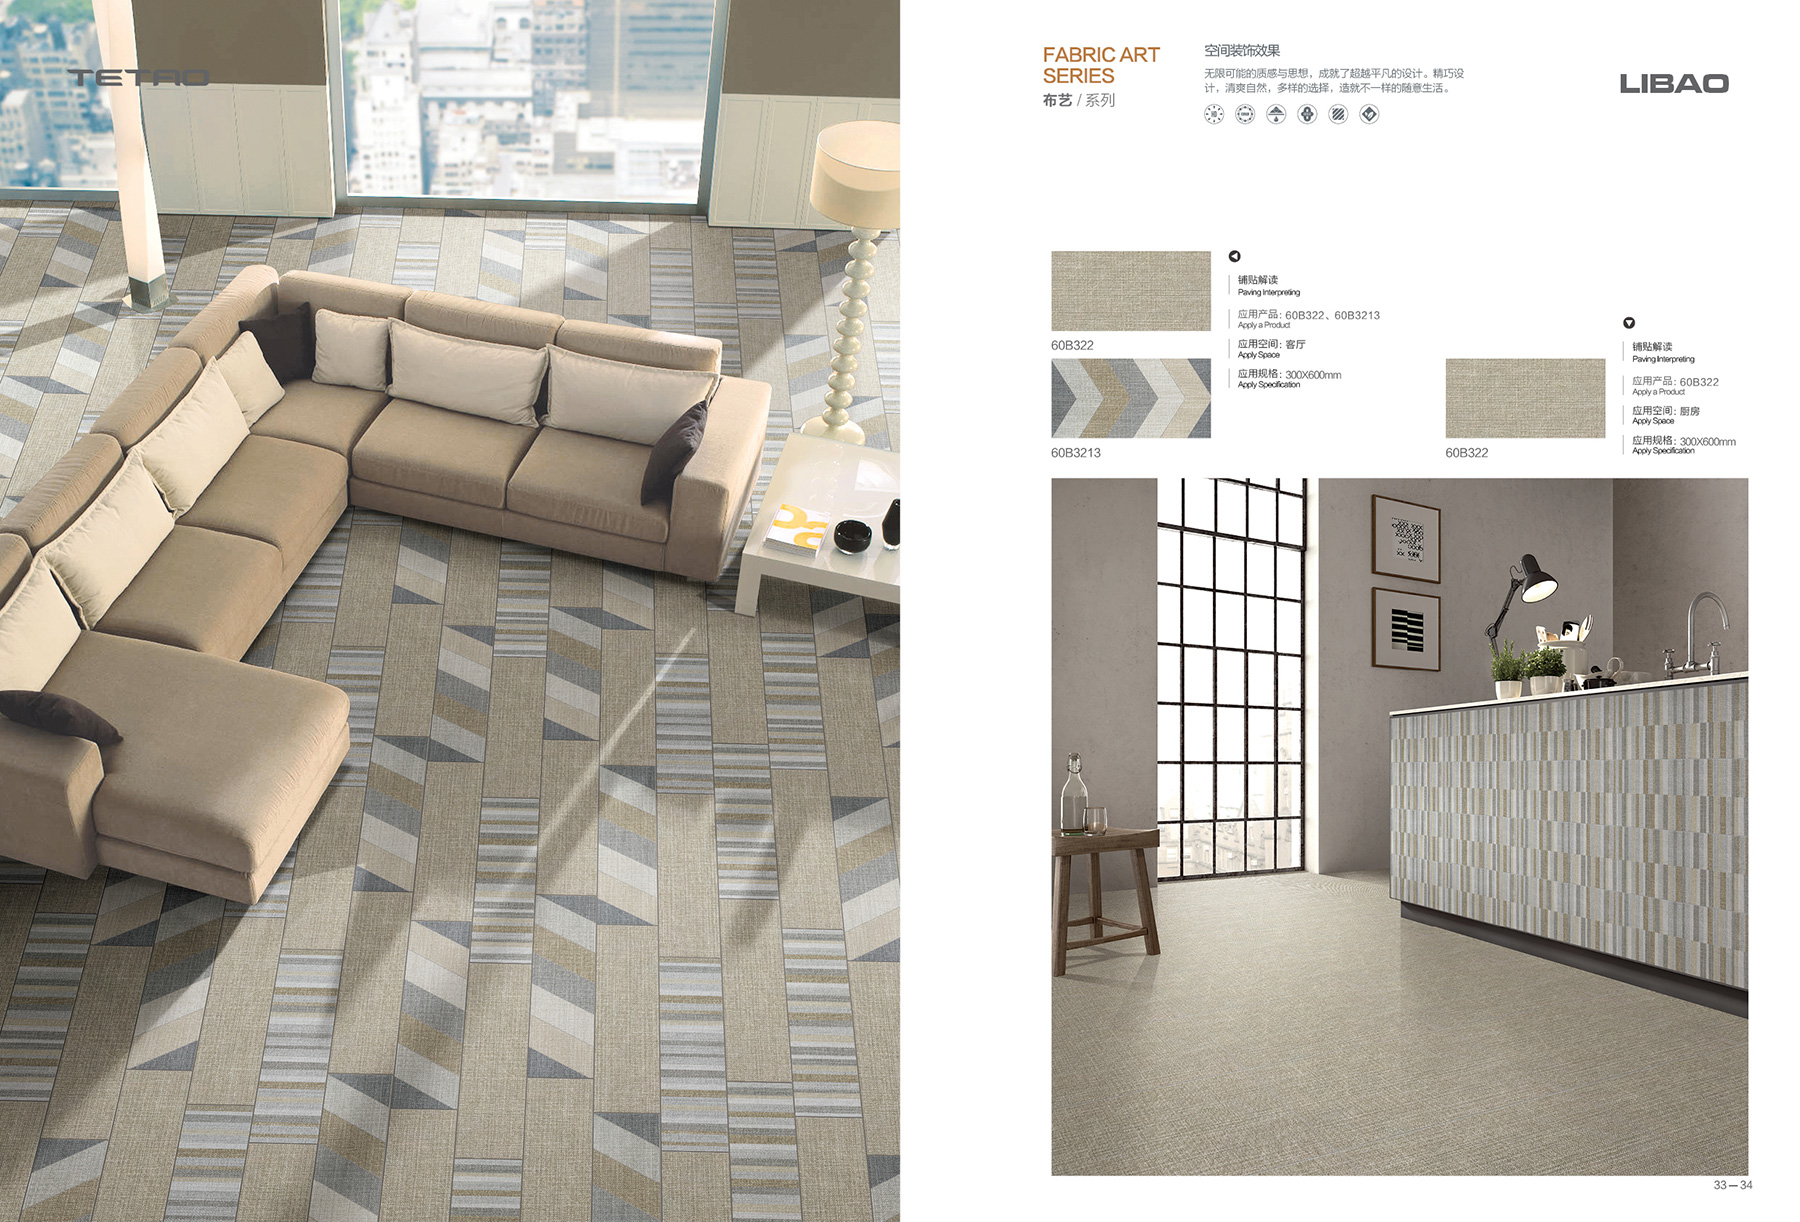 TETAO
FABRIC ART
SERIES
布艺 / 系列
空间装饰效果
无限可能的质感与思想，成就了超越平凡的设计。精巧设
计，清爽自然，多样的选择，造就不一样的随意生活。
LIBAO
60B322
60B3213
铺贴解读
Paving Interpreting
应用产品：60B322、60B3213
Apply a Product
应用空间：客厅
Apply Space
应用规格：300X600mm
Apply Specification
60B322
铺贴解读
Paving Interpreting
应用产品：60B322
Apply a Product
应用空间：厨房
Apply Space
应用规格：300X600mm
Apply Specification
33—34